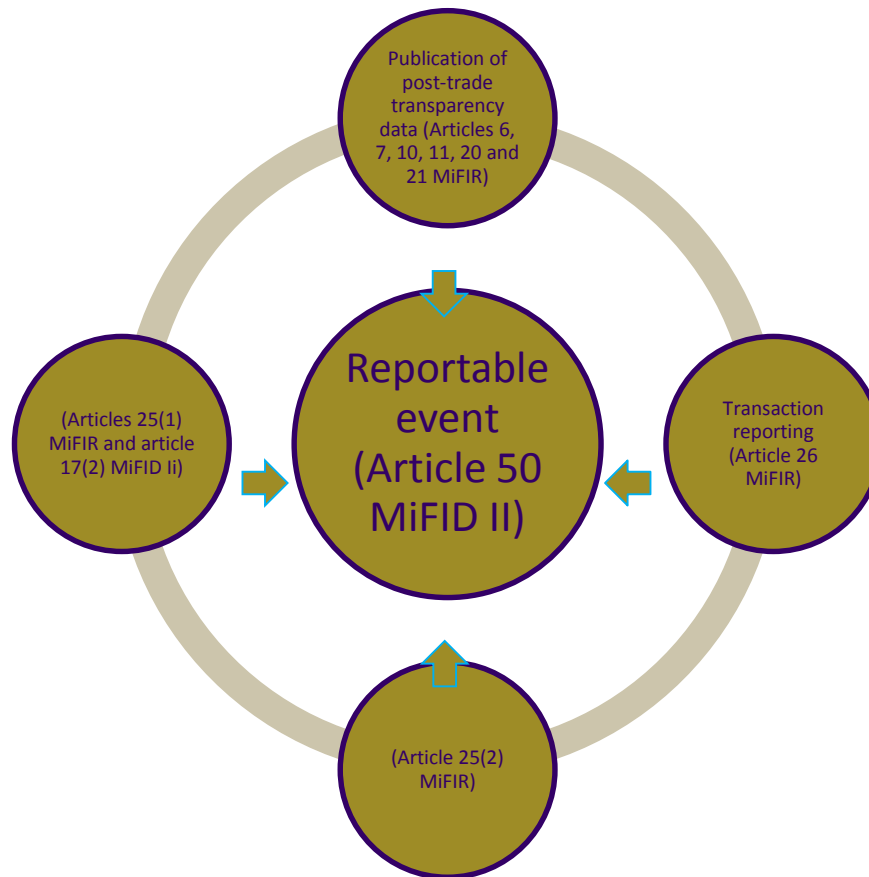 Publication of
post-trade
transparency
data (Articles 6,
7, 10, 11, 20 and
21 MiFIR)
Reportable
event
(Article 50
MiFID II)
(Articles 25(1)
MiFIR and article
17(2) MiFID Ii)
Transaction
reporting
(Article 26
MiFIR)
(Article 25(2)
MiFIR)